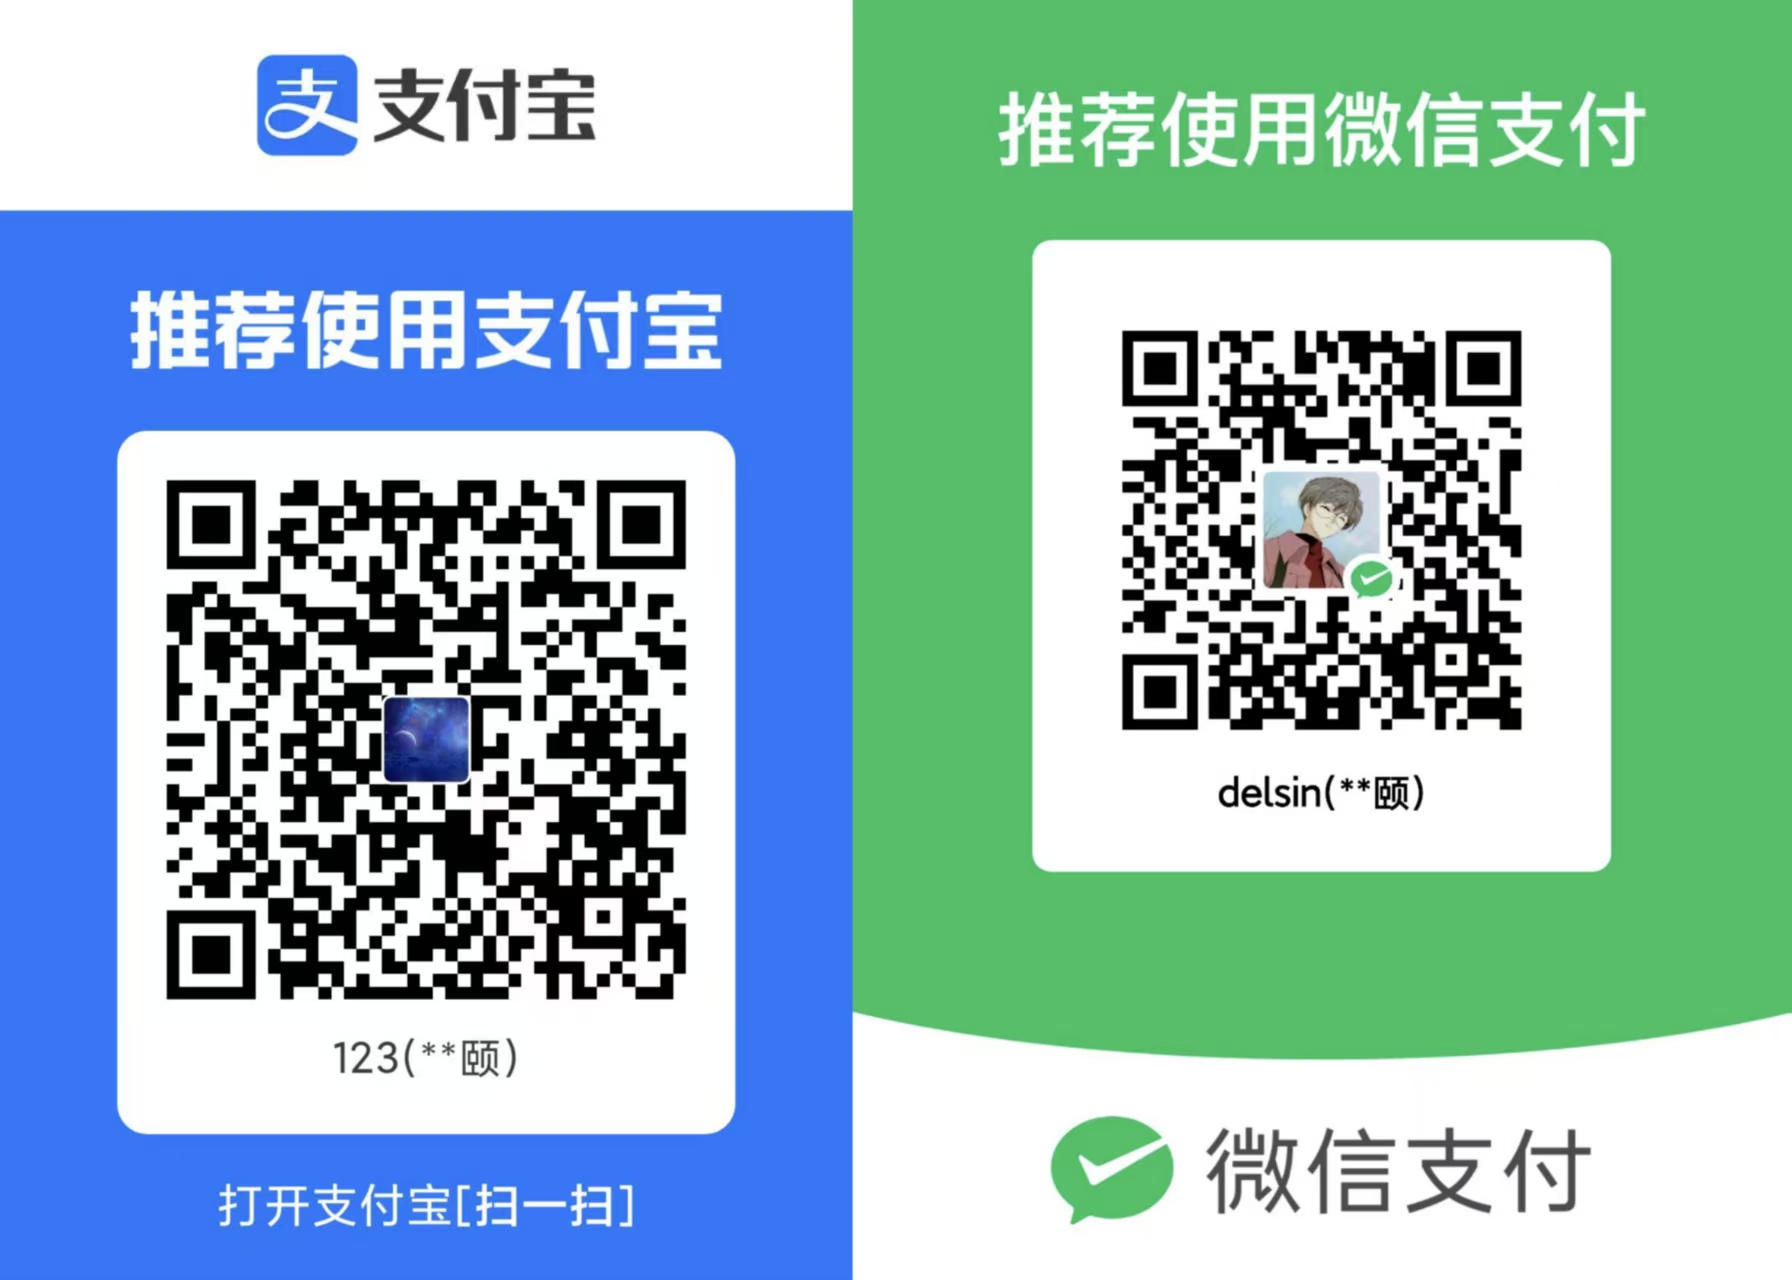 支 支付宝
推荐使用支付宝
123(**颐)
打开支付宝[扫一扫]
推荐使用微信支付
delsin(**颐)
微信支付